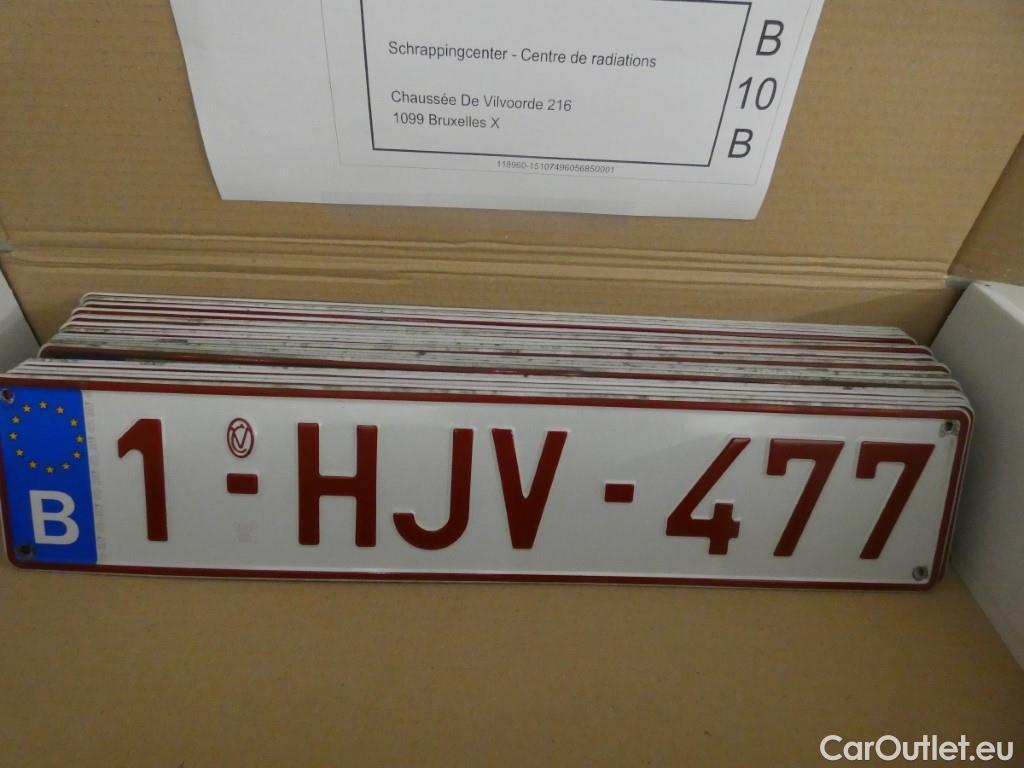 Schrappingcenter - Centre de radiations
Chaussée De Vilvoorde 216
1099 Bruxelles X
118960-15107496056850001
B
10
B
B
1-HJV-477
CarOutlet.eu